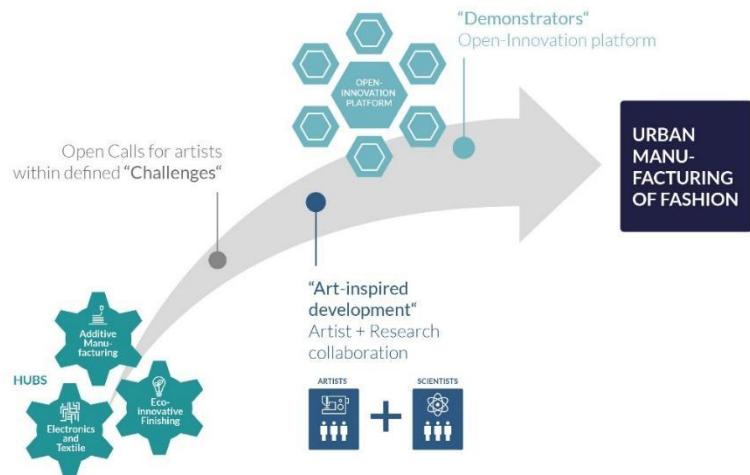 “Demonstrators“
Open-Innovation platform
OPEN-
INNOVATION
PLATFORM
URBAN
MANU-
FACTURING
OF FASHION
Open Calls for artists
within defined “Challenges“
“Art-inspired
development“
Artist + Research
collaboration
Additive
Manu-
facturing
HUBS
Eco-
innovative
Finishing
Electronics
and
Textile
ARTISTS
SCIENTISTS
+